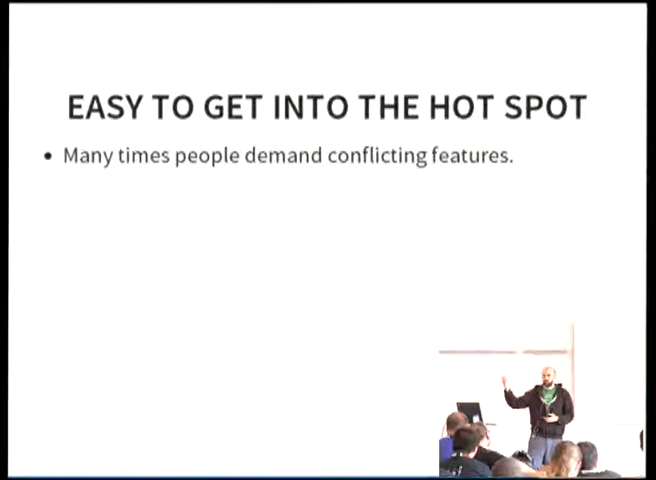 EASY TO GET INTO THE HOT SPOT
• Many times people demand conflicting features.